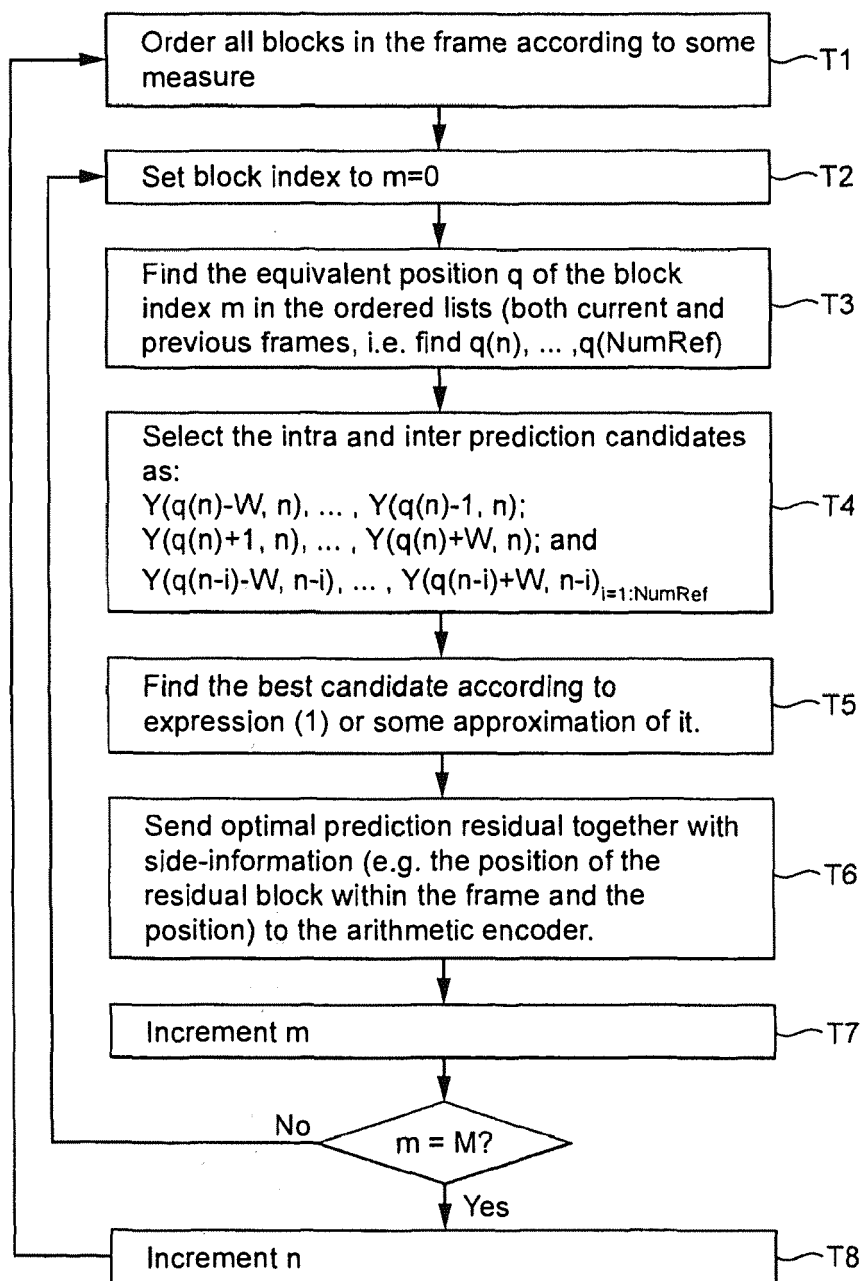 Order all blocks in the frame according to some
measure
T1
Set block index to m=0
T2
Find the equivalent position q of the block
index m in the ordered lists (both current and
previous frames, i.e. find q(n), ... ,q(NumRef)
T3
Select the intra and inter prediction candidates
as:
Y(q(n)-W, n), ... , Y(q(n)-1, n);
Y(q(n)+1, n), ... , Y(q(n)+W, n); and
Y(q(n-i)-W, n-i), ... , Y(q(n-i)+W, n-i)i=1:NumRef
T4
Find the best candidate according to
expression (1) or some approximation of it.
T5
Send optimal prediction residual together with
side-information (e.g. the position of the
residual block within the frame and the
position) to the arithmetic encoder.
T6
Increment m
T7
No
m = M?
Yes
Increment n
T8